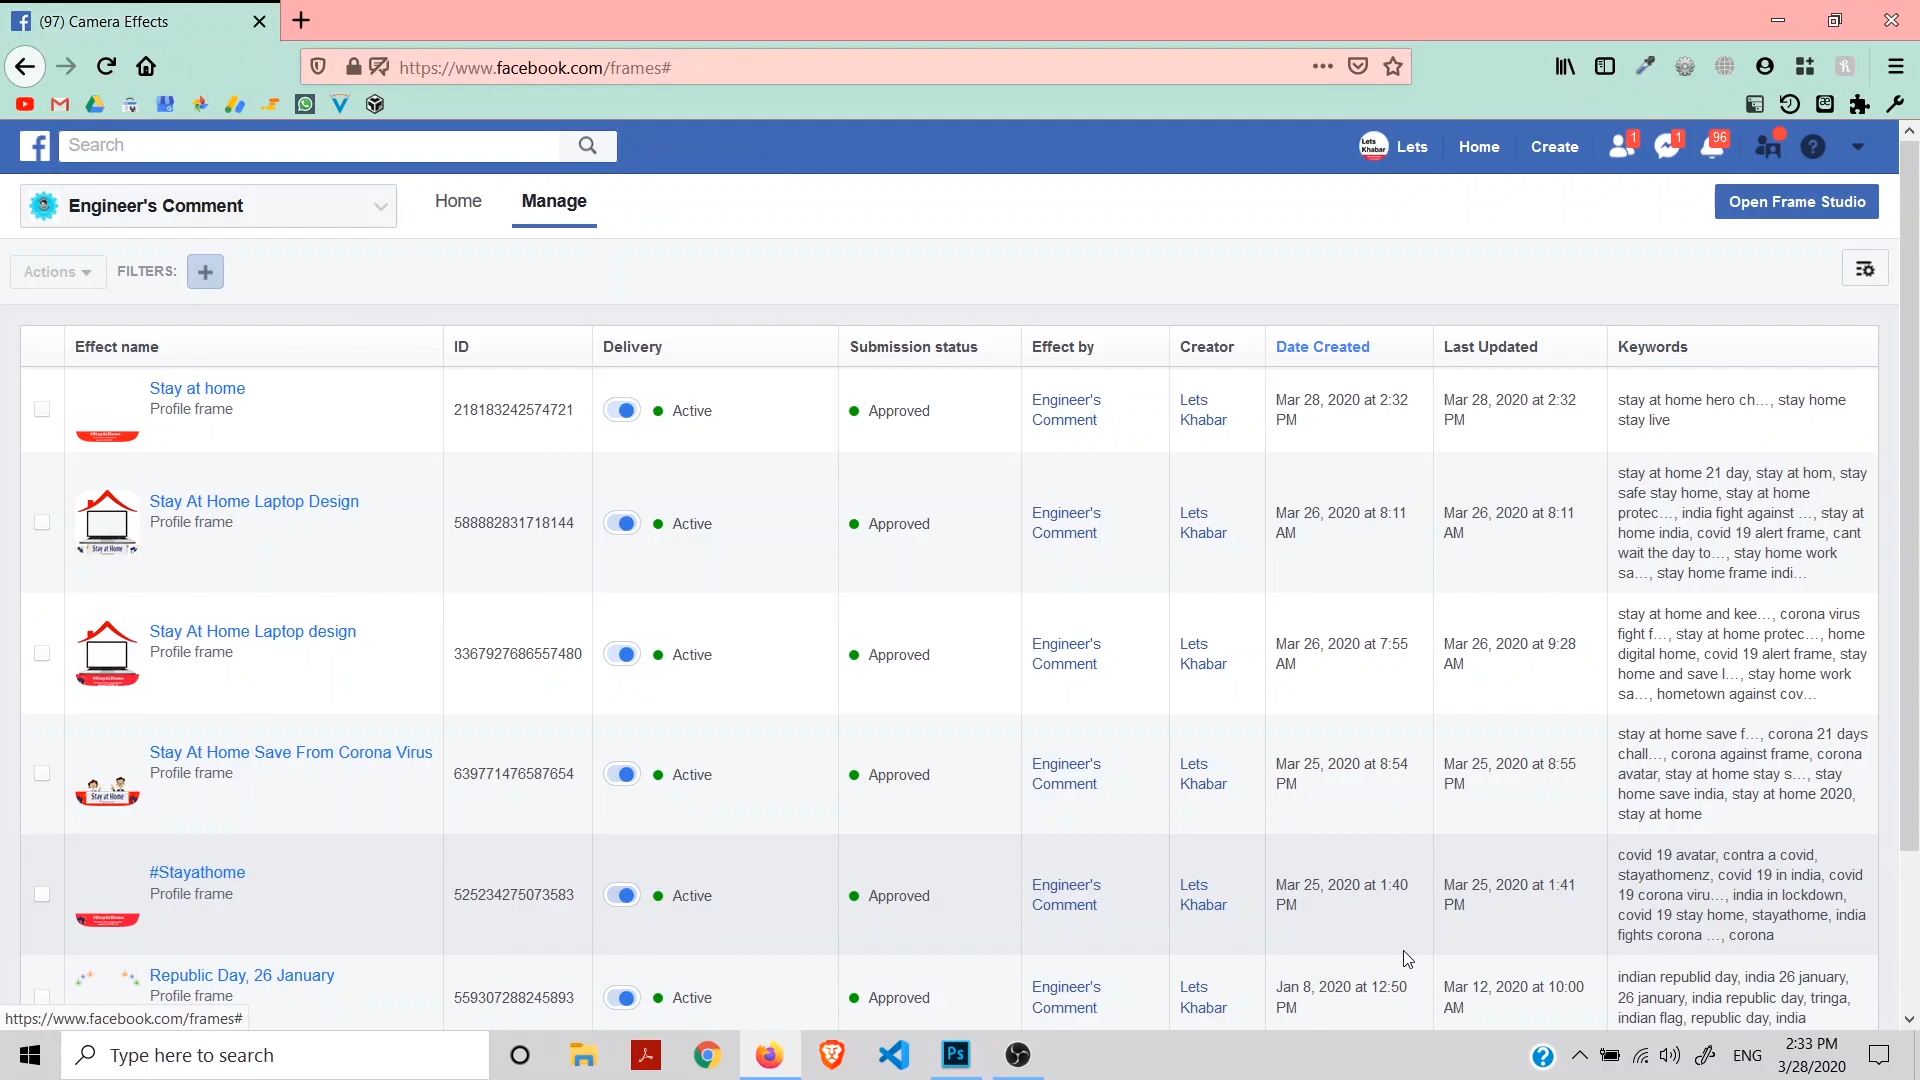 (97) Camera Effects
https://www.facebook.com/frames#
Search
Lets
Khabar
Lets
Home
Create
1
1
96
Engineer's Comment
Home
Manage
Open Frame Studio
Actions
FILTERS:
Effect name
ID
Delivery
Submission status
Effect by
Creator
Date Created
Last Updated
Keywords
Stay at home
Profile frame
#StayAtHome
218183242574721
Active
Approved
Engineer's
Comment
Lets
Khabar
Mar 28, 2020 at 2:32
PM
Mar 28, 2020 at 2:32
PM
stay at home hero ch…, stay home
stay live
Stay At Home Laptop Design
Profile frame
Stay at Home
588882831718144
Active
Approved
Engineer's
Comment
Lets
Khabar
Mar 26, 2020 at 8:11
AM
Mar 26, 2020 at 8:11
AM
stay at home 21 day, stay at hom, stay
safe stay home, stay at home
protec…, india fight against …, stay at
home india, covid 19 alert frame, cant
wait the day to…, stay home work
sa…, stay home frame indi…
Stay At Home Laptop design
Profile frame
#StayAtHome
3367927686557480
Active
Approved
Engineer's
Comment
Lets
Khabar
Mar 26, 2020 at 7:55
AM
Mar 26, 2020 at 9:28
AM
stay at home and kee…, corona virus
fight f…, stay at home protec…, home
digital home, covid 19 alert frame, stay
home and save l…, stay home work
sa…, hometown against cov…
Stay At Home Save From Corona Virus
Profile frame
Stay at Home
639771476587654
Active
Approved
Engineer's
Comment
Lets
Khabar
Mar 25, 2020 at 8:54
PM
Mar 25, 2020 at 8:55
PM
stay at home save f…, corona 21 days
chall…, corona against frame, corona
avatar, stay at home stay s…, stay
home save india, stay at home 2020,
stay at home
#Stayathome
Profile frame
#StayAtHome
525234275073583
Active
Approved
Engineer's
Comment
Lets
Khabar
Mar 25, 2020 at 1:40
PM
Mar 25, 2020 at 1:41
PM
covid 19 avatar, contra a covid,
stayathomenz, covid 19 in india, covid
19 corona viru…, india in lockdown,
covid 19 stay home, stayathome, india
fights corona …, corona
Republic Day, 26 January
Profile frame
559307288245893
Active
Approved
Engineer's
Comment
Lets
Khabar
Jan 8, 2020 at 12:50
PM
Mar 12, 2020 at 10:00
AM
indian republid day, india 26 january,
26 january, india republic day, tringa,
indian flag, republic day, india
https://www.facebook.com/frames#
Type here to search
Ps
ENG
2:33 PM
3/28/2020